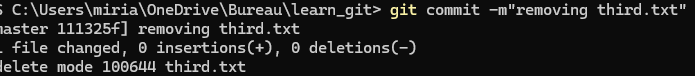 S C:\Users\miria\OneDrive\Bureau\learn_git> git commit -m"removing third.txt"
master 111325f] removing third.txt
1 file changed, 0 insertions(+), 0 deletions(-)
delete mode 100644 third.txt